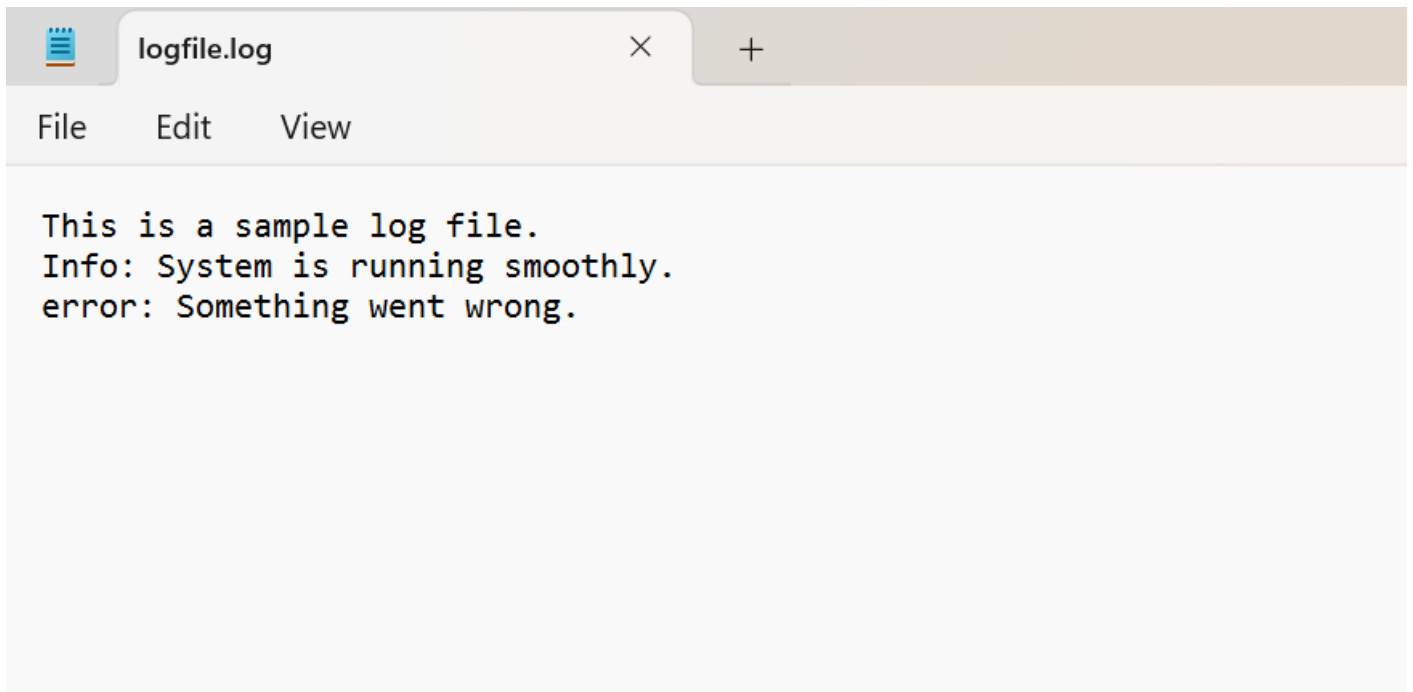 logfile.log
File Edit View
This is a sample log file.
Info: System is running smoothly.
error: Something went wrong.